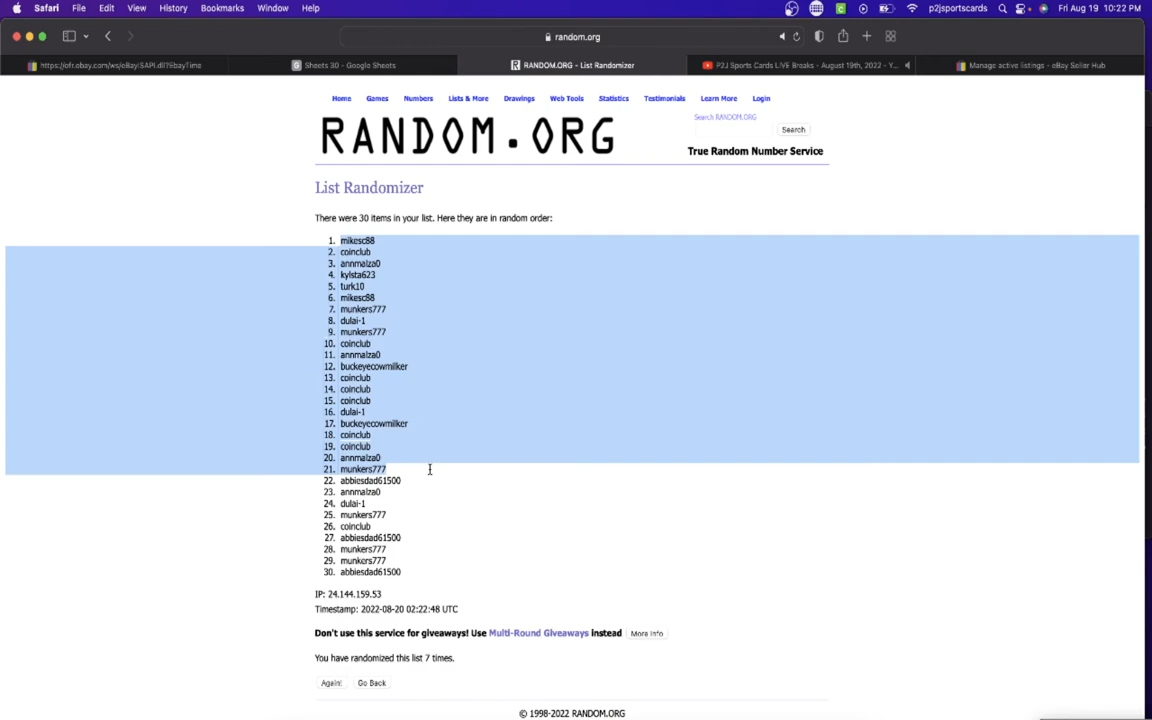 Safari File Edit View History Bookmarks Window Help p2jsportscards Fri Aug 19 10:22 PM
random.org
https://ofr.ebay.com/ws/eBayISAPI.dll?EbayTime Sheets 30 - Google Sheets RANDOM.ORG - List Randomizer P2J Sports Cards LIVE Breaks - August 19th, 2022 - Y... Manage active listings - eBay Seller Hub
Home Games Numbers Lists & More Drawings Web Tools Statistics Testimonials Learn More Login
Search RANDOM.ORG
RANDOM.ORG
Search
True Random Number Service
List Randomizer
There were 30 items in your list. Here they are in random order:
1. mikesc88
2. coinclub
3. annmalza0
4. kylsta623
5. turk10
6. mikesc88
7. munkers777
8. dulai-1
9. munkers777
10. coinclub
11. annmalza0
12. buckeyecowmilker
13. coinclub
14. coinclub
15. coinclub
16. dulai-1
17. buckeyecowmilker
18. coinclub
19. coinclub
20. annmalza0
21. munkers777
22. abbiesdad61500
23. annmalza0
24. dulai-1
25. munkers777
26. coinclub
27. abbiesdad61500
28. munkers777
29. munkers777
30. abbiesdad61500
IP: 24.144.159.53
Timestamp: 2022-08-20 02:22:48 UTC
Don't use this service for giveaways! Use Multi-Round Giveaways instead More Info
You have randomized this list 7 times.
Again! Go Back
© 1998-2022 RANDOM.ORG